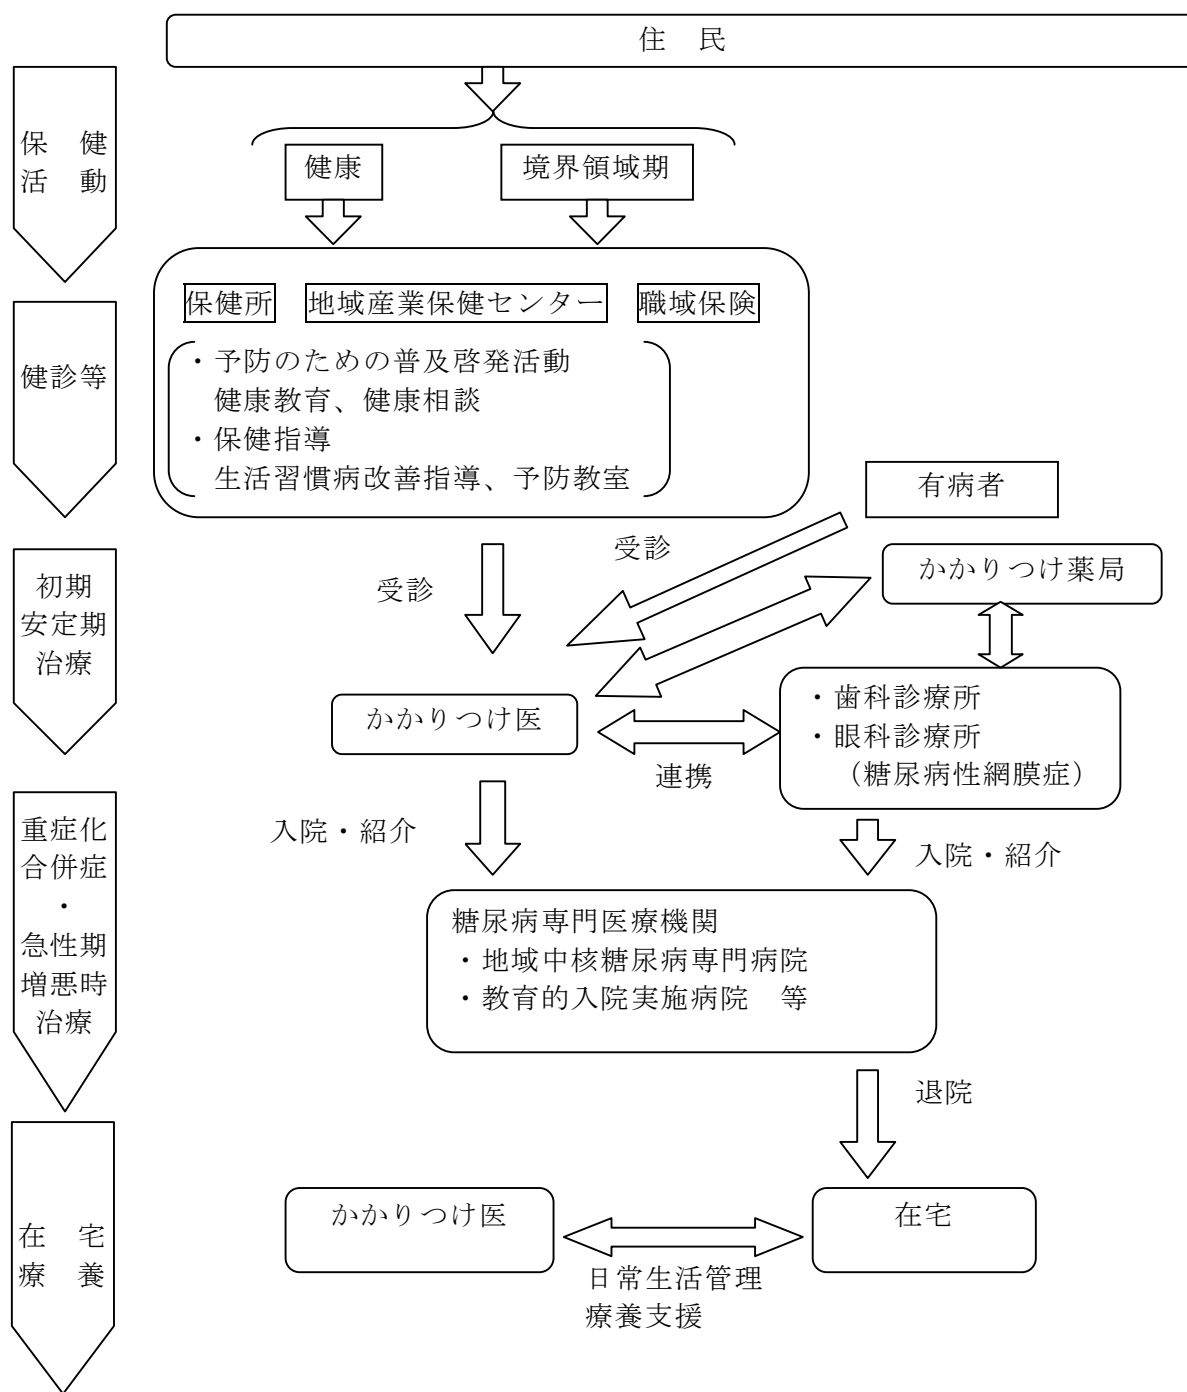 住　民
保　健
活　動
健康
境界領域期
保健所
地域産業保健センター
職域保険
健診等
・予防のための普及啓発活動
健康教育、健康相談
・保健指導
生活習慣病改善指導、予防教室
有病者
受診
受診
かかりつけ薬局
初期
安定期
治療
かかりつけ医
連携
・歯科診療所
・眼科診療所
（糖尿病性網膜症）
重症化
合併症
・
急性期
増悪時
治療
入院・紹介
入院・紹介
糖尿病専門医療機関
・地域中核糖尿病専門病院
・教育的入院実施病院　等
退院
在　宅
療　養
かかりつけ医
在宅
日常生活管理
療養支援